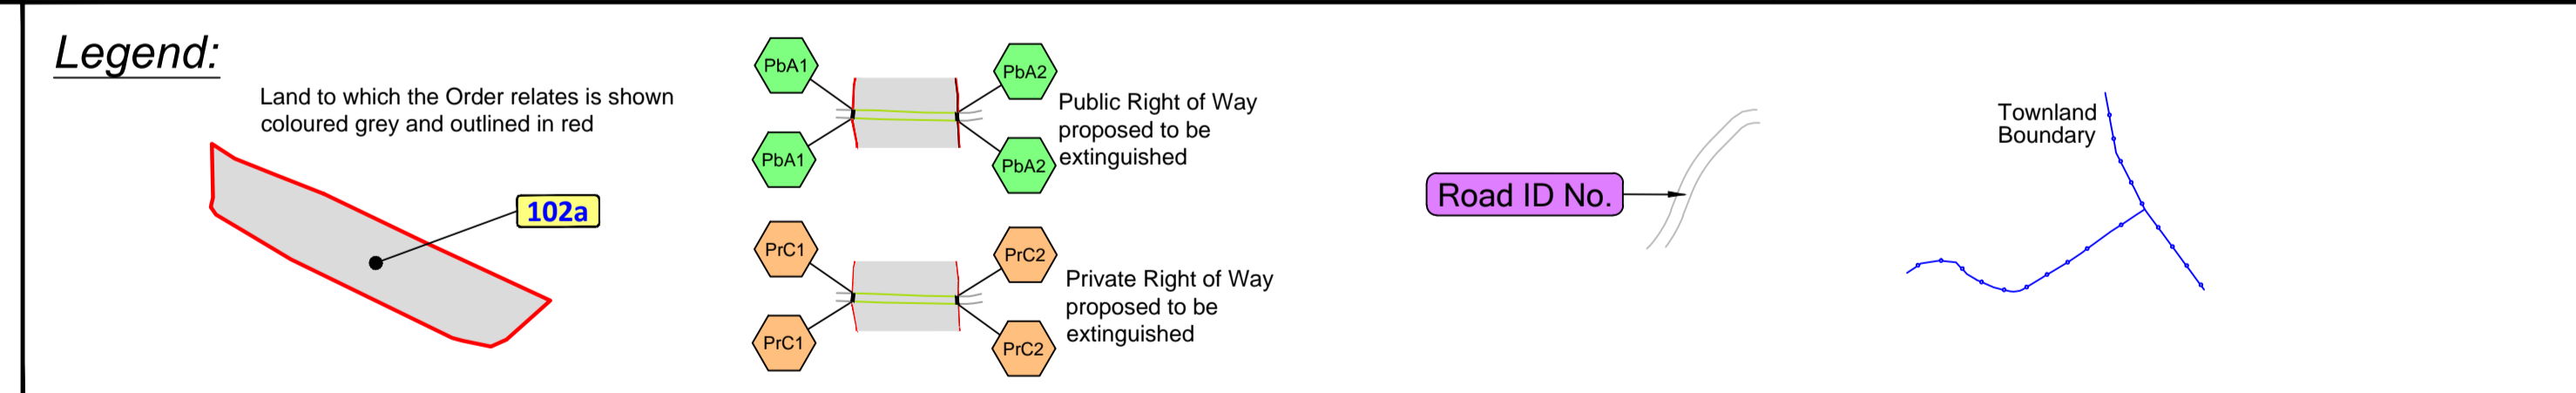 Legend:
Land to which the Order relates is shown
coloured grey and outlined in red
102a
PbA1
PbA2
PbA1
PbA2
Public Right of Way
proposed to be
extinguished
PrC1
PrC2
PrC1
PrC2
Private Right of Way
proposed to be
extinguished
Road ID No.
Townland
Boundary